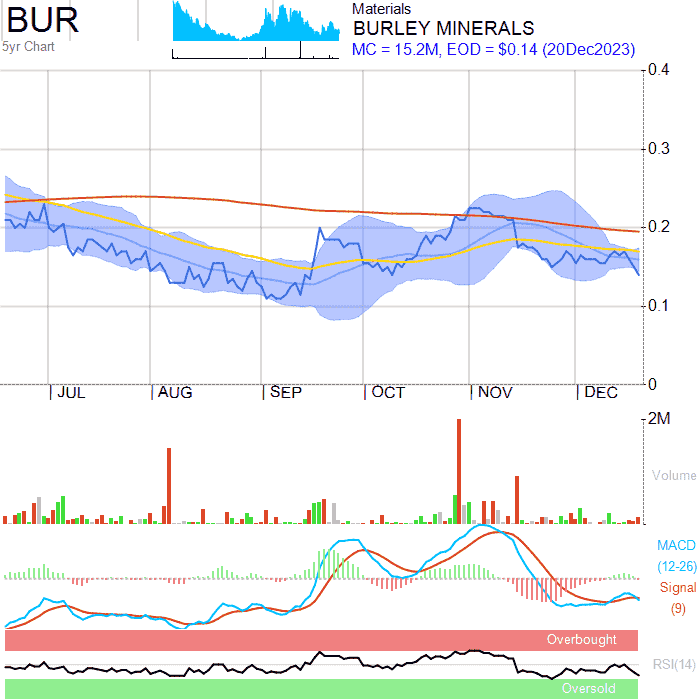 BUR
5yr Chart
Materials
BURLEY MINERALS
MC = 15.2M, EOD = $0.14 (20Dec2023)
0.4
0.3
0.2
0.1
0
JUL AUG SEP OCT NOV DEC
2M
Volume
MACD
(12-26)
Signal
(9)
Overbought
RSI(14)
Oversold